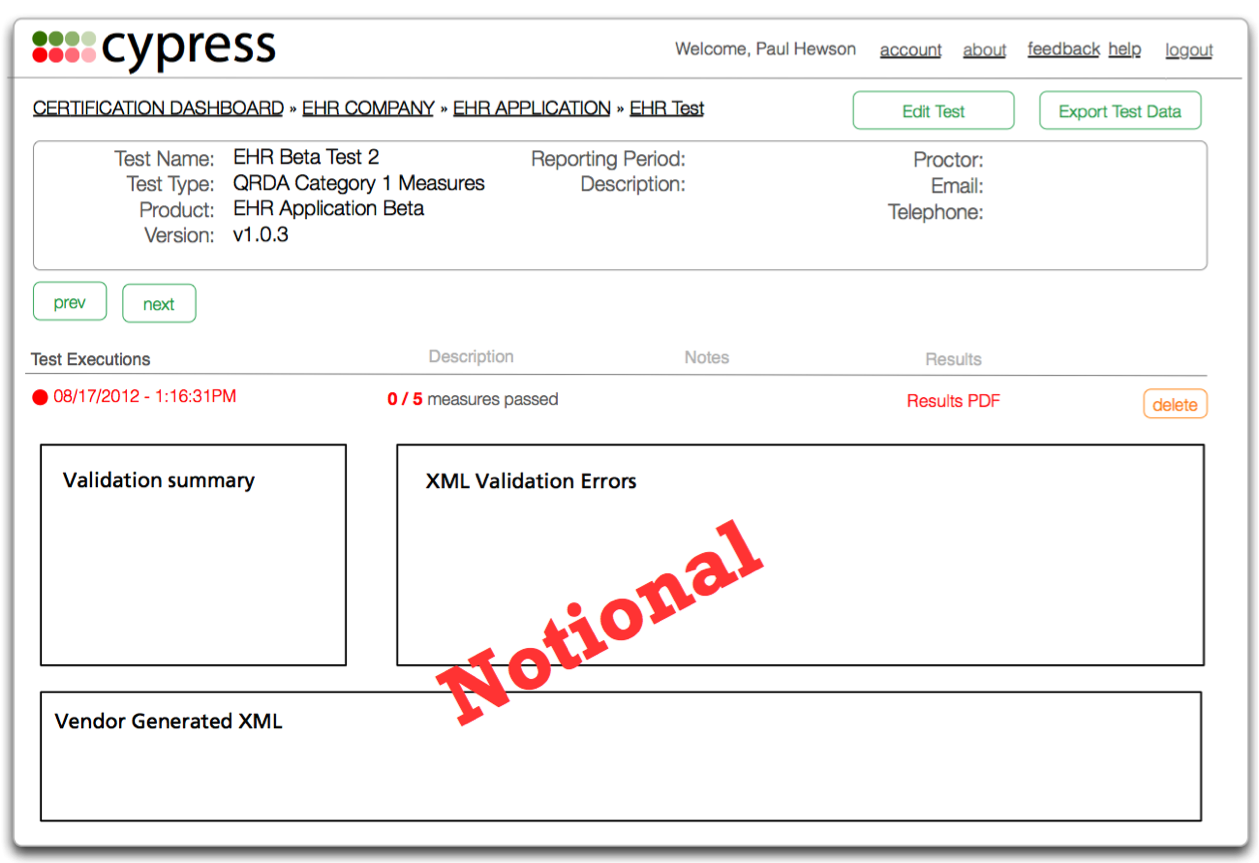 cypress
Welcome, Paul Hewson account about feedback help logout
CERTIFICATION DASHBOARD » EHR COMPANY » EHR APPLICATION » EHR Test
Edit Test
Export Test Data
Test Name: EHR Beta Test 2
Test Type: QRDA Category 1 Measures
Product: EHR Application Beta
Version: v1.0.3
Reporting Period:
Description:
Proctor:
Email:
Telephone:
prev
next
Test Executions Description Notes Results
08/17/2012 - 1:16:31PM 0 / 5 measures passed Results PDF delete
Validation summary
XML Validation Errors
Notional
Vendor Generated XML